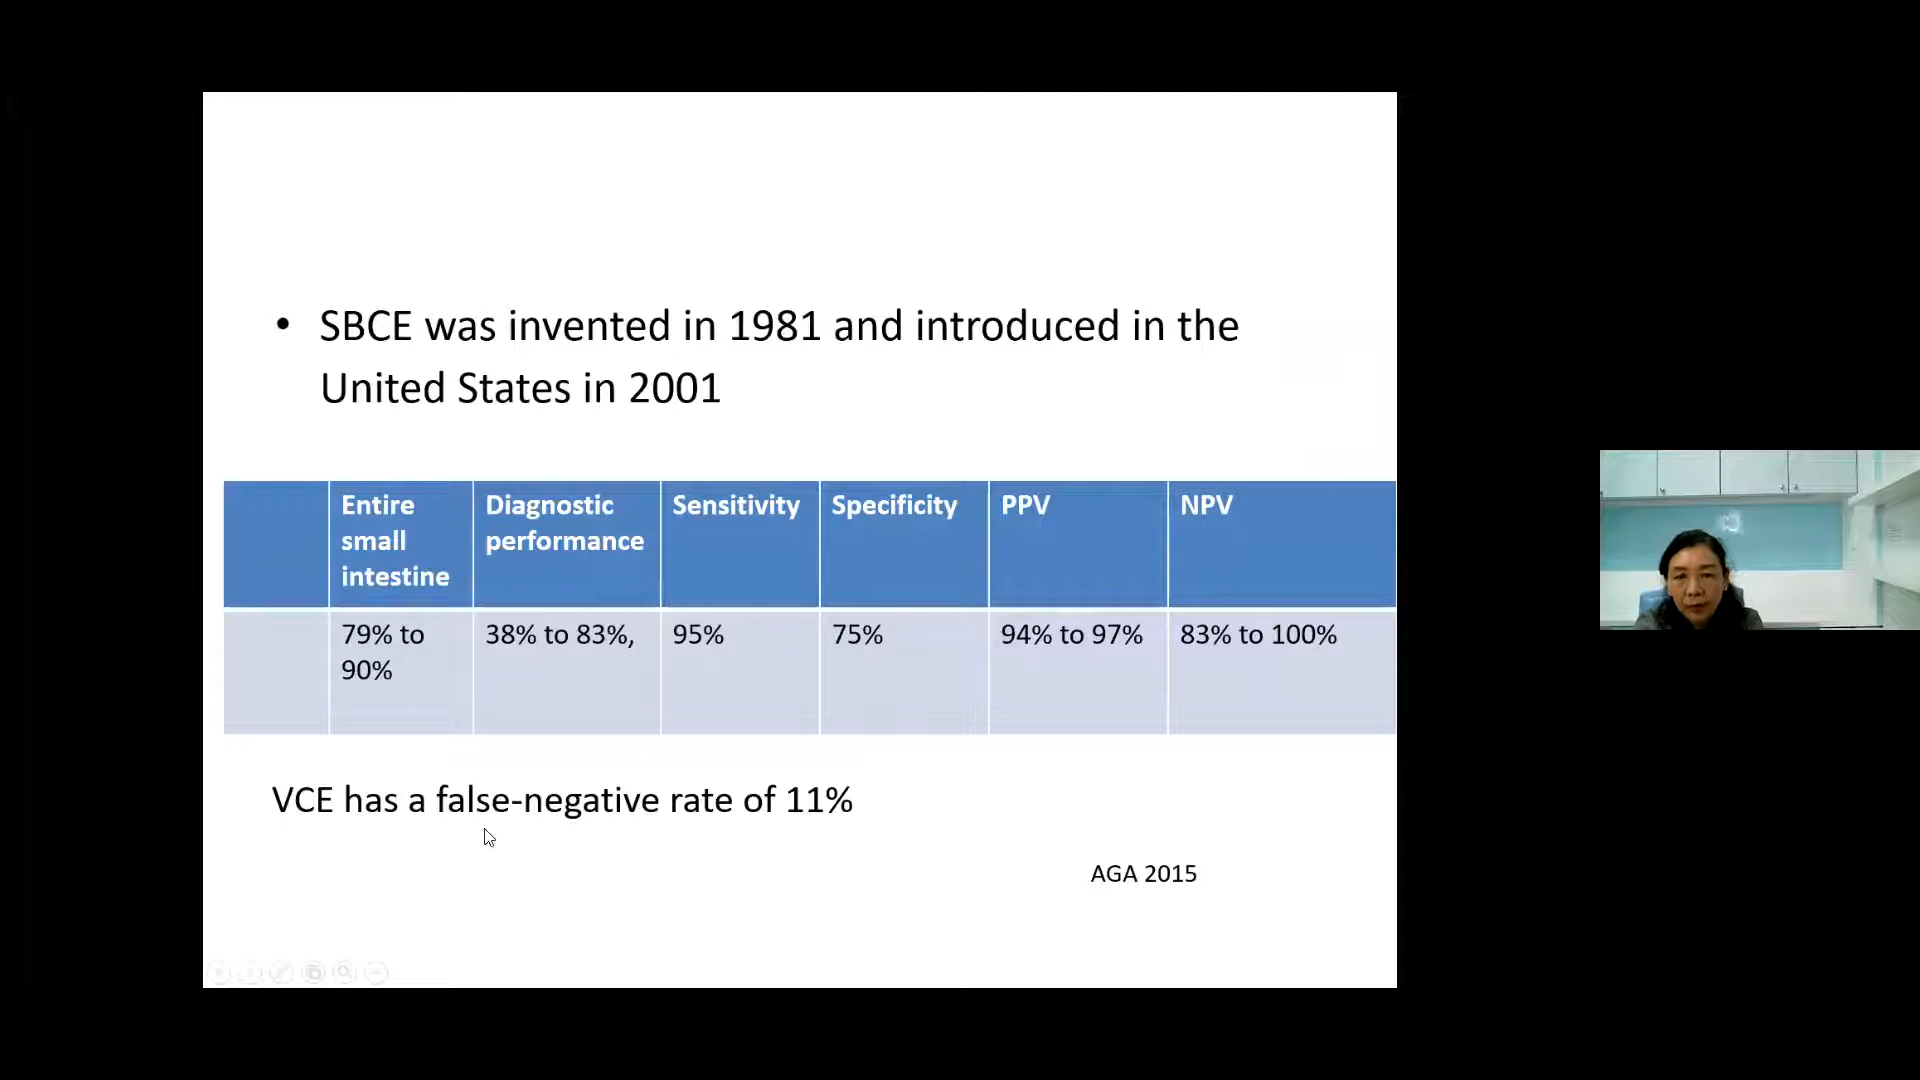 • SBCE was invented in 1981 and introduced in the
United States in 2001
Entire
small
intestine
Diagnostic
performance
Sensitivity
Specificity
PPV
NPV
79% to
90%
38% to 83%,
95%
75%
94% to 97%
83% to 100%
VCE has a false-negative rate of 11%
AGA 2015